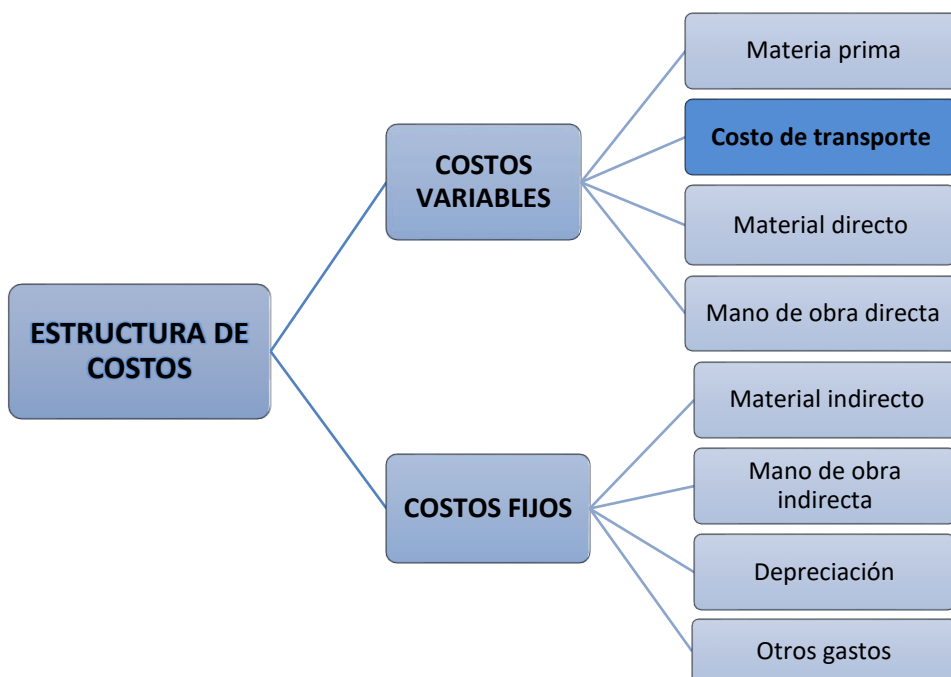 ESTRUCTURA DE
COSTOS
COSTOS
VARIABLES
Materia prima
Costo de transporte
Material directo
Mano de obra directa
COSTOS FIJOS
Material indirecto
Mano de obra
indirecta
Depreciación
Otros gastos